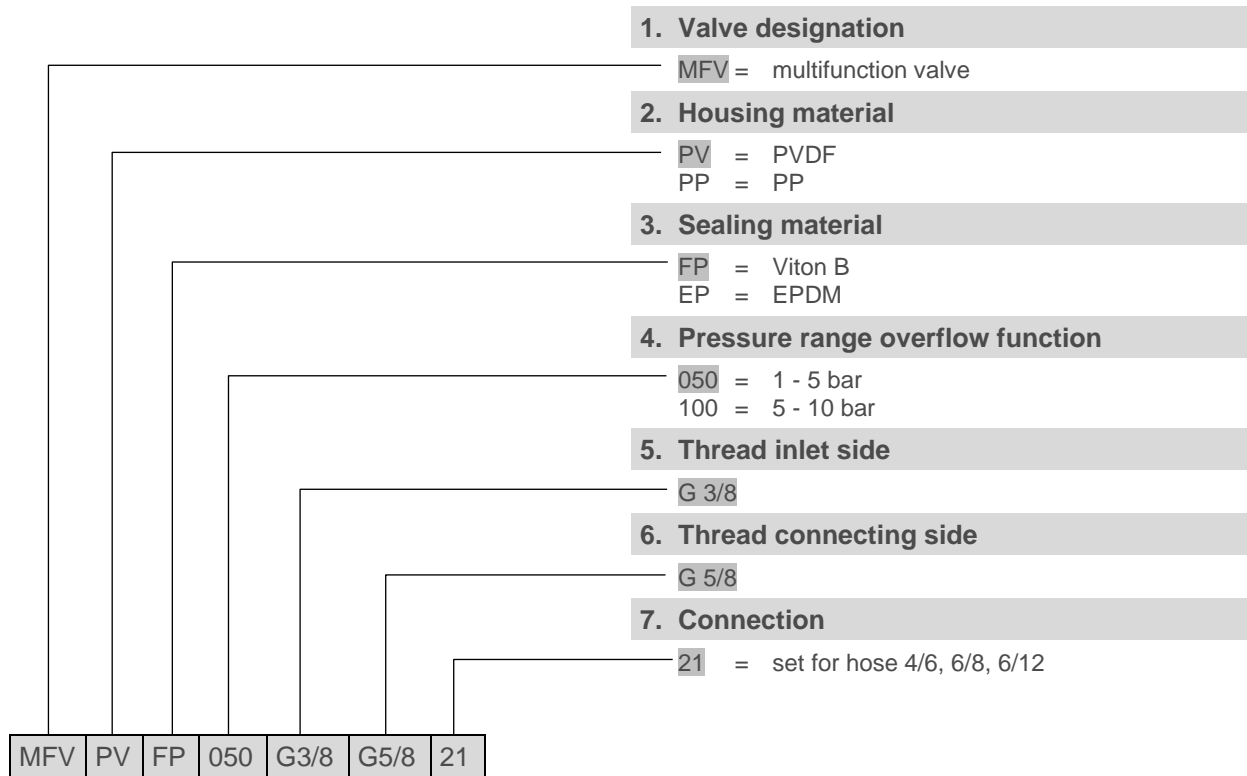 1. Valve designation
MFV = multifunction valve
2. Housing material
PV = PVDF
PP = PP
3. Sealing material
FP = Viton B
EP = EPDM
4. Pressure range overflow function
050 = 1 - 5 bar
100 = 5 - 10 bar
5. Thread inlet side
G 3/8
6. Thread connecting side
G 5/8
7. Connection
21 = set for hose 4/6, 6/8, 6/12
MFV PV FP 050 G3/8 G5/8 21